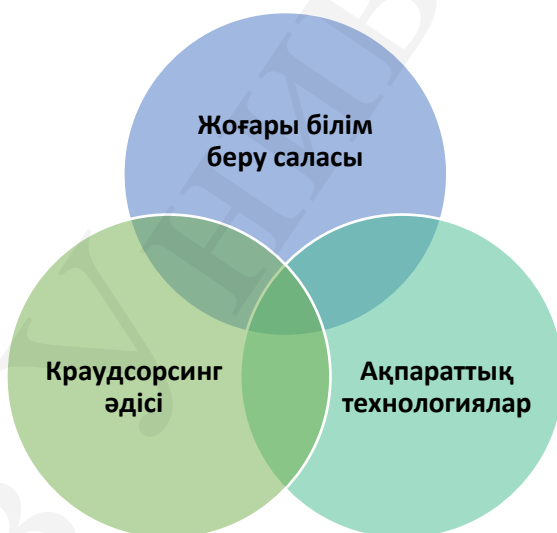 Жоғары білім
беру саласы
Краудсорсинг
әдісі
Ақпараттық
технологиялар